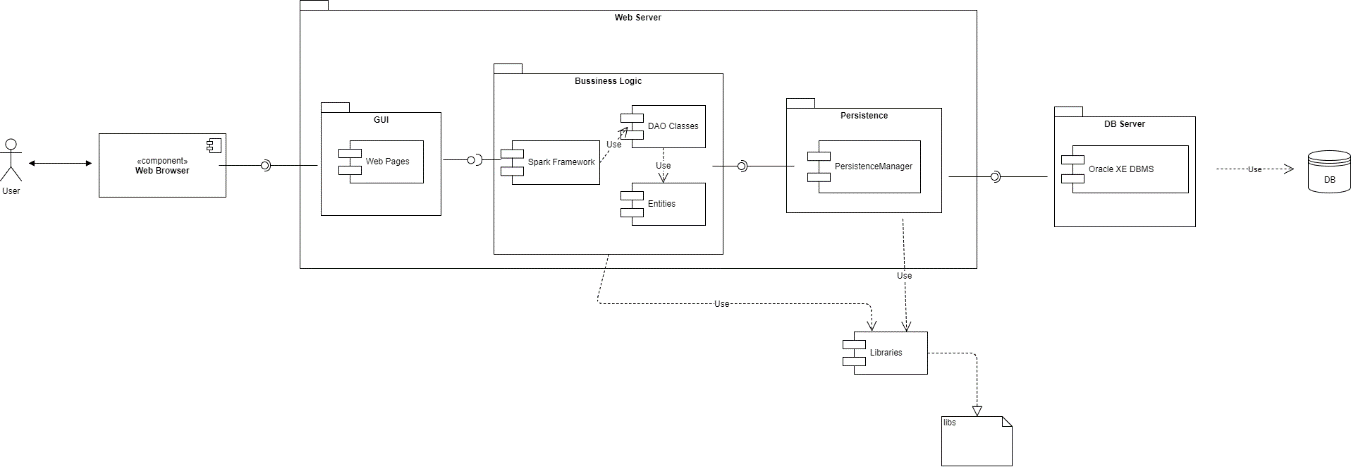 Web Server
Bussiness Logic
GUI
Persistence
DB Server
DAO Classes
Use
Web Pages
Spark Framework
«component»
Web Browser
Use
PersistenceManager
Oracle XE DBMS
Use
DB
User
Entities
Use
Use
Libraries
libs